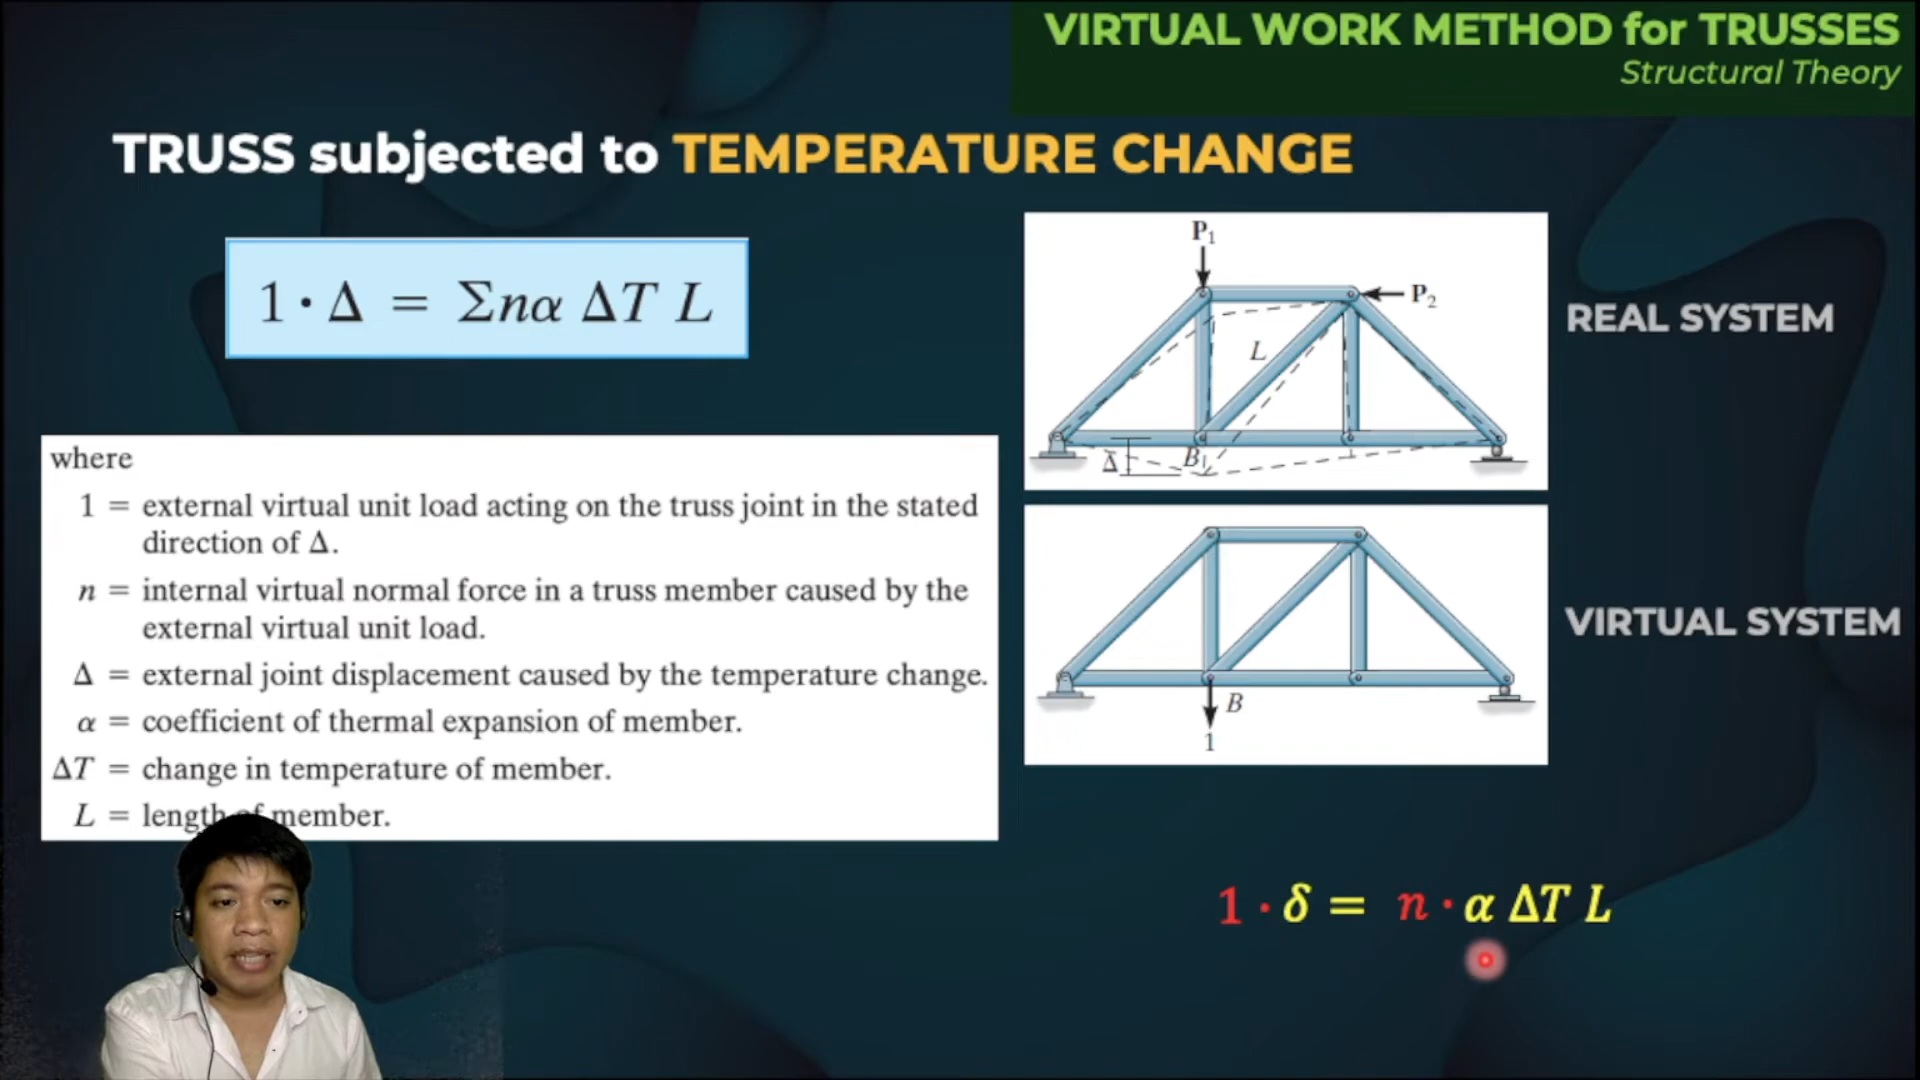 VIRTUAL WORK METHOD for TRUSSES
Structural Theory
TRUSS subjected to TEMPERATURE CHANGE
1 · Δ = Σnα ΔT L
where
1 = external virtual unit load acting on the truss joint in the stated
direction of Δ.
n = internal virtual normal force in a truss member caused by the
external virtual unit load.
Δ = external joint displacement caused by the temperature change.
α = coefficient of thermal expansion of member.
ΔT = change in temperature of member.
L = length of member.
P₁
P₂
L
Δ
B
REAL SYSTEM
B
1
VIRTUAL SYSTEM
1 · δ = n · α ΔT L